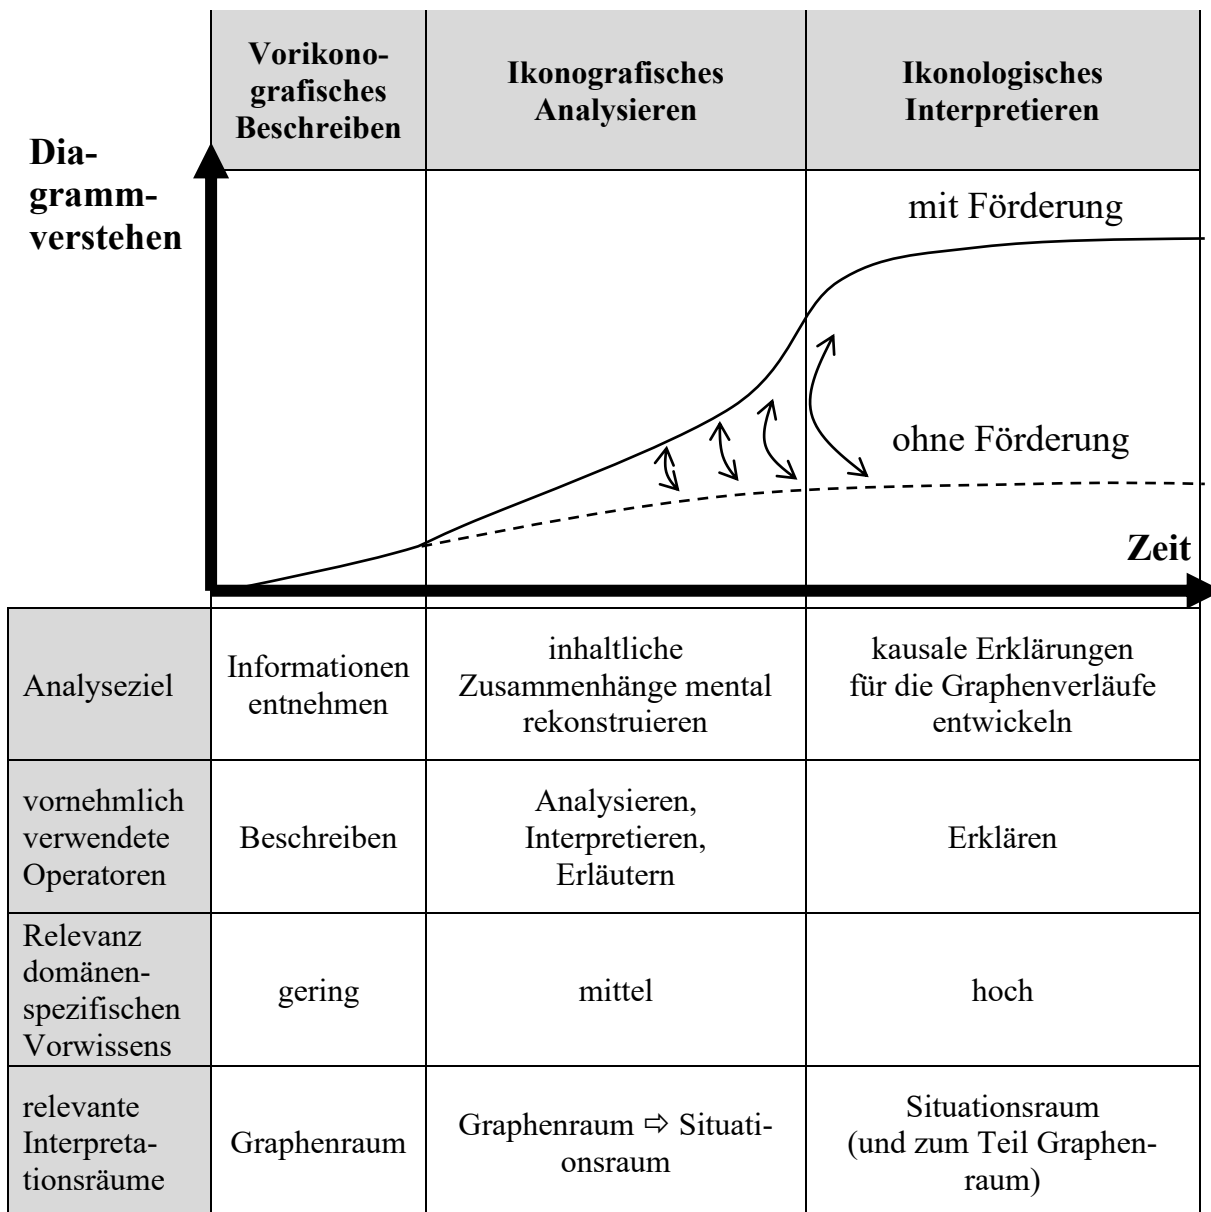 Vorikono-
grafisches
Beschreiben
Ikonografisches
Analysieren
Ikonologisches
Interpretieren
Dia-
gramm-
verstehen
mit Förderung
ohne Förderung
Zeit
Analyseziel
Informationen
entnehmen
inhaltliche
Zusammenhänge mental
rekonstruieren
kausale Erklärungen
für die Graphenverläufe
entwickeln
vornehmlich
verwendete
Operatoren
Beschreiben
Analysieren,
Interpretieren,
Erläutern
Erklären
Relevanz
domänen-
spezifischen
Vorwissens
gering
mittel
hoch
relevante
Interpreta-
tionsräume
Graphenraum
Graphenraum ⇨ Situati-
onsraum
Situationsraum
(und zum Teil Graphen-
raum)